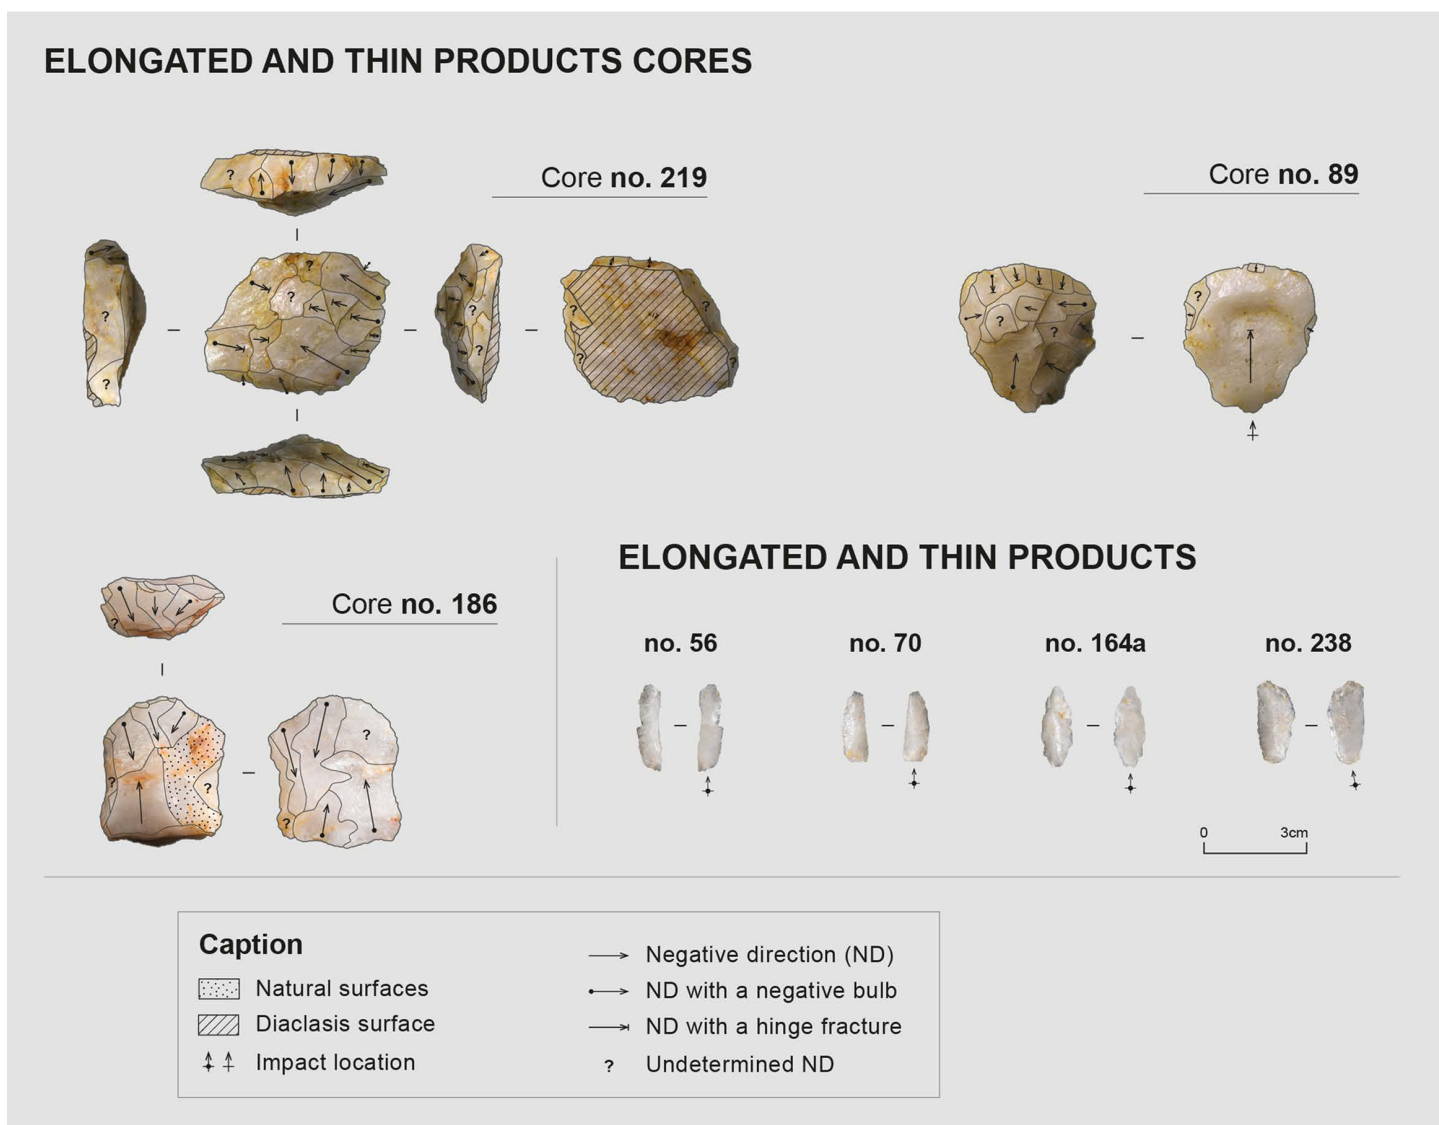 ELONGATED AND THIN PRODUCTS CORES
Core no. 219
Core no. 89
? 
? ? ? ? ? ? ? ? ? ?
? ? ?
Core no. 186
?
? ? ? ?
ELONGATED AND THIN PRODUCTS
no. 56
no. 70
no. 164a
no. 238
0 3cm
Caption
Natural surfaces
Diaclasis surface
Impact location
Negative direction (ND)
ND with a negative bulb
ND with a hinge fracture
? Undetermined ND